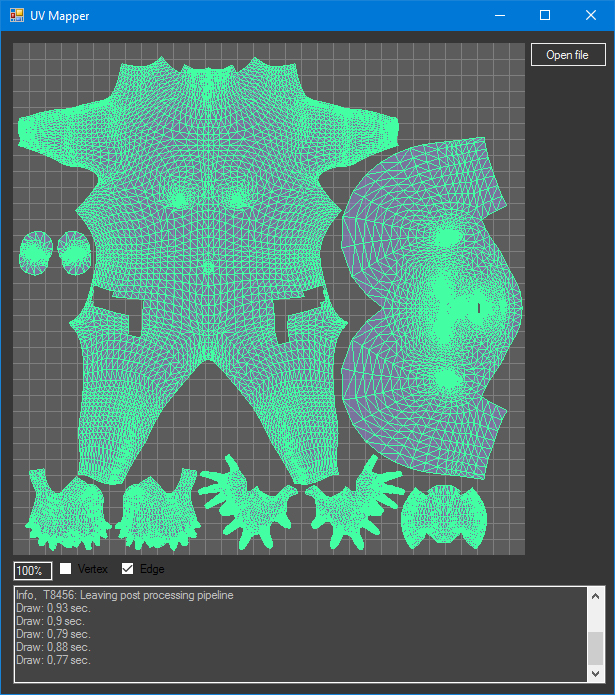 UV Mapper
Open file
100% Vertex Edge
Info, T8456: Leaving post processing pipeline
Draw: 0,93 sec.
Draw: 0,9 sec.
Draw: 0,79 sec.
Draw: 0,88 sec.
Draw: 0,77 sec.